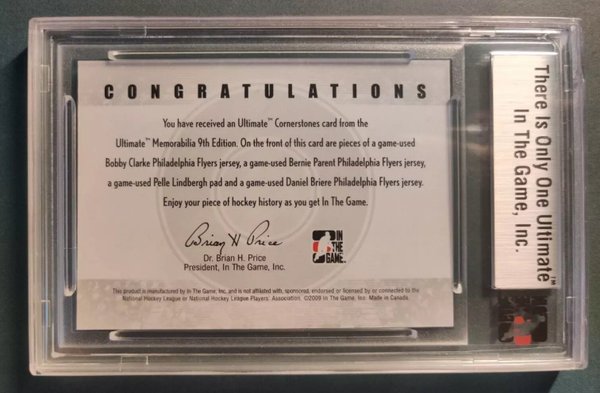 CONGRATULATIONS
You have received an Ultimate™ Cornerstones card from the
Ultimate™ Memorabilia 9th Edition. On the front of this card are pieces of a game-used
Bobby Clarke Philadelphia Flyers jersey, a game-used Bernie Parent Philadelphia Flyers jersey,
a game-used Pelle Lindbergh pad and a game-used Daniel Briere Philadelphia Flyers jersey.
Enjoy your piece of hockey history as you get In The Game.
Brian H Price
Dr. Brian H. Price
President, In The Game, Inc.
IN
THE
GAME.
This product is manufactured by In The Game, Inc. and is not affiliated with, sponsored, endorsed or licensed by or connected to the
National Hockey League or National Hockey League Players' Association. ©2009 In The Game, Inc. Made in Canada.
There Is Only One Ultimate™
In The Game, Inc.